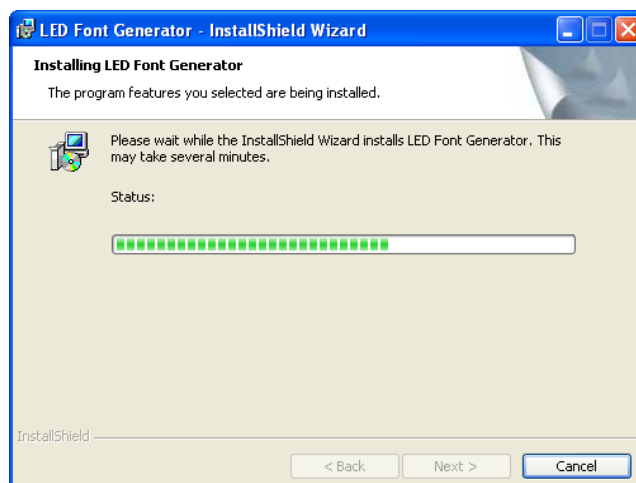 LED Font Generator - InstallShield Wizard
Installing LED Font Generator
The program features you selected are being installed.
Please wait while the InstallShield Wizard installs LED Font Generator. This
may take several minutes.
Status:
InstallShield
< Back Next > Cancel